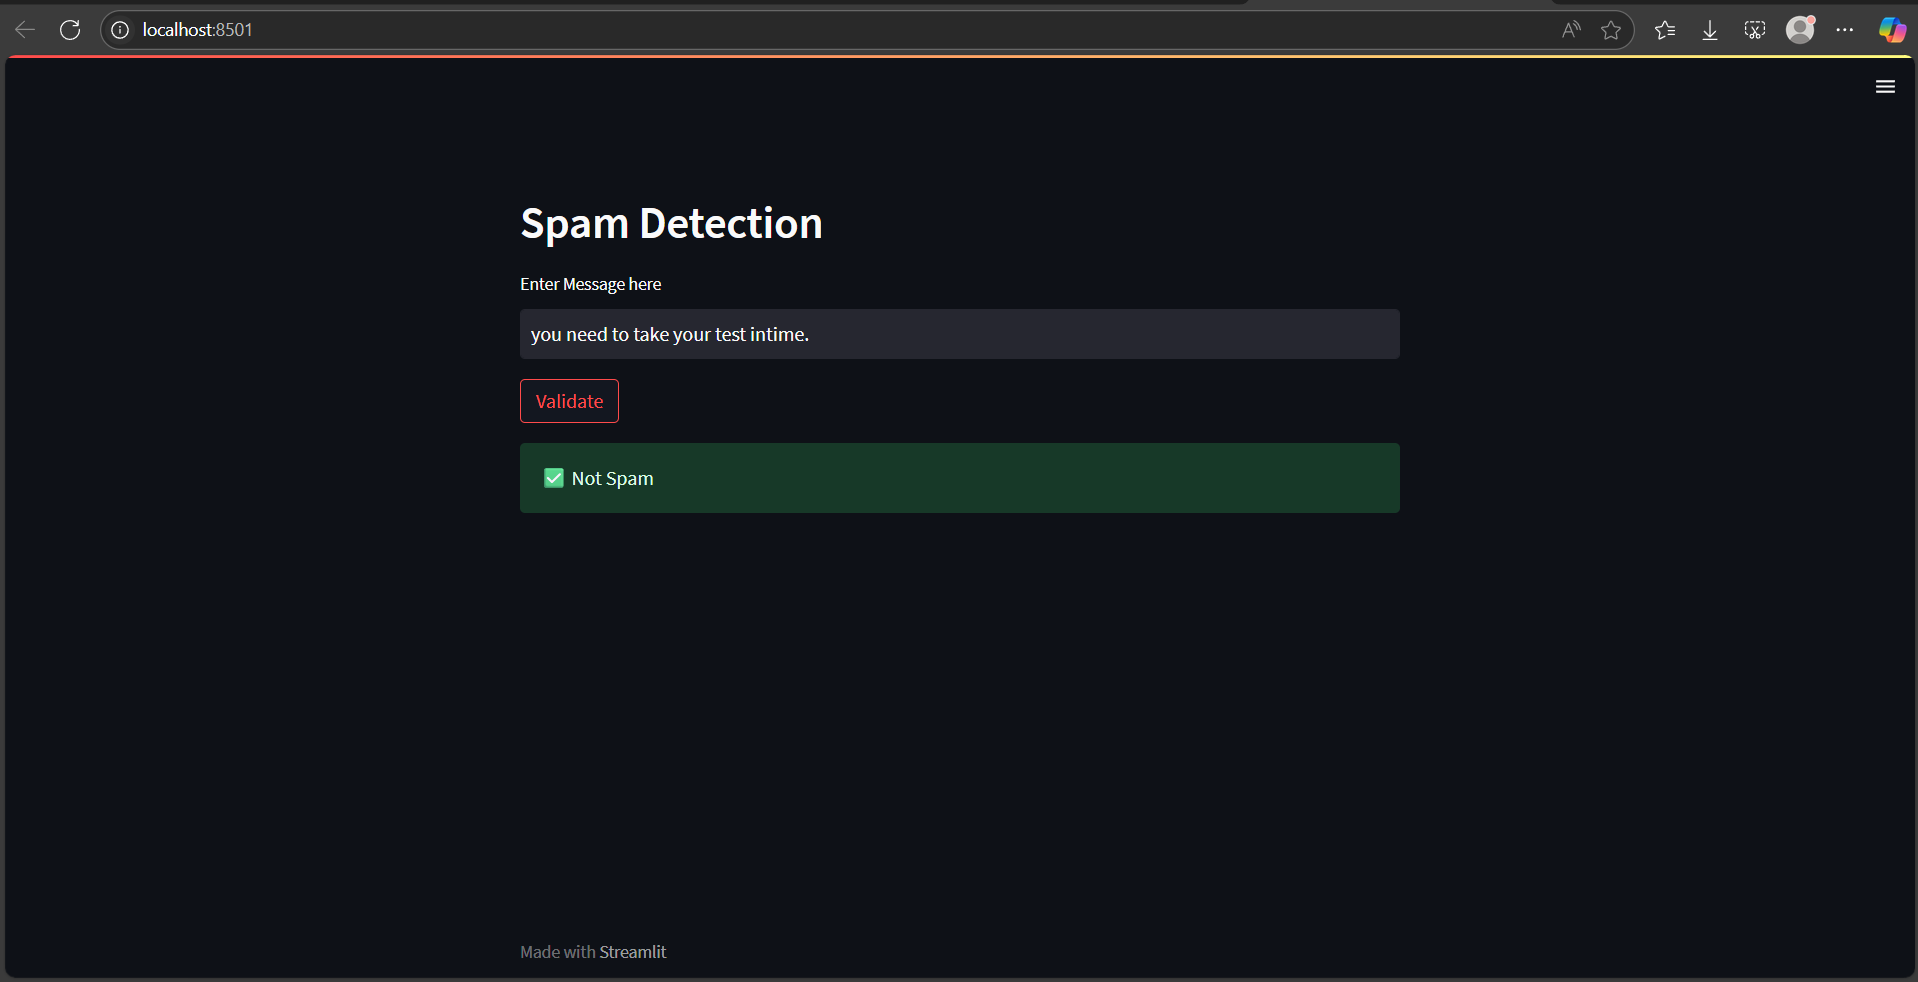 localhost:8501
Spam Detection
Enter Message here
you need to take your test intime.
Validate
✅ Not Spam
Made with Streamlit